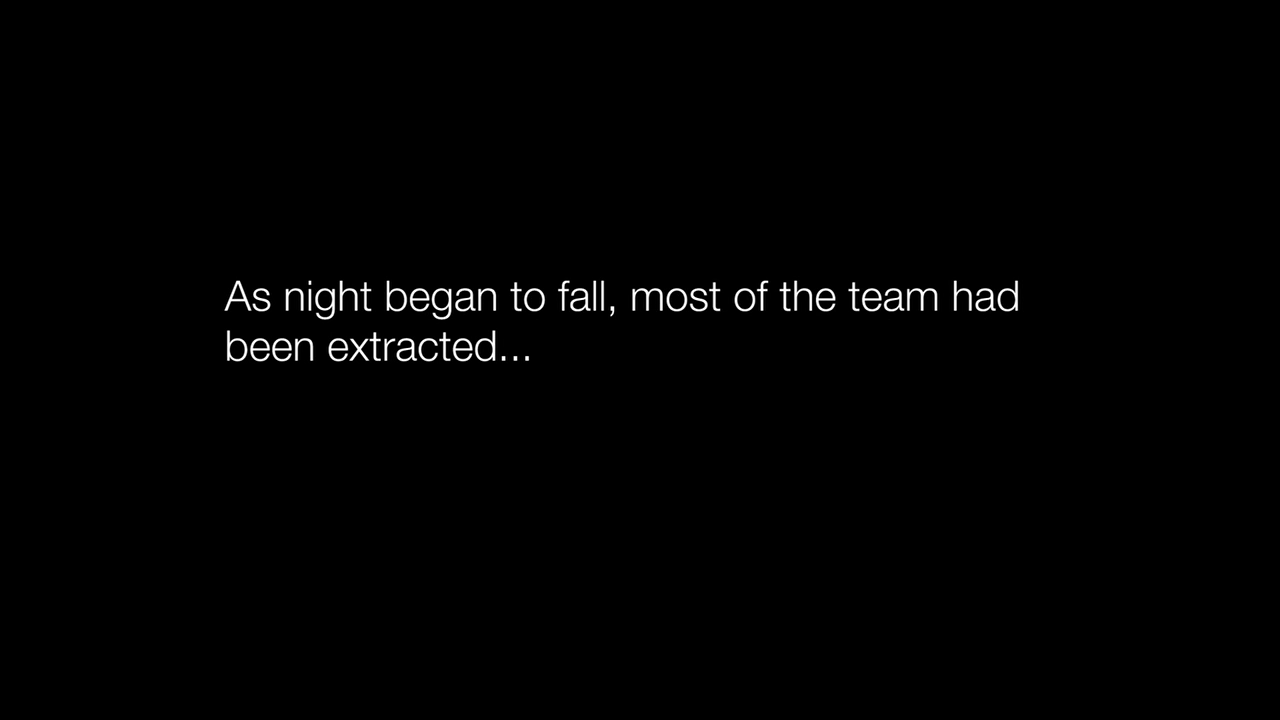 As night began to fall, most of the team had
been extracted...